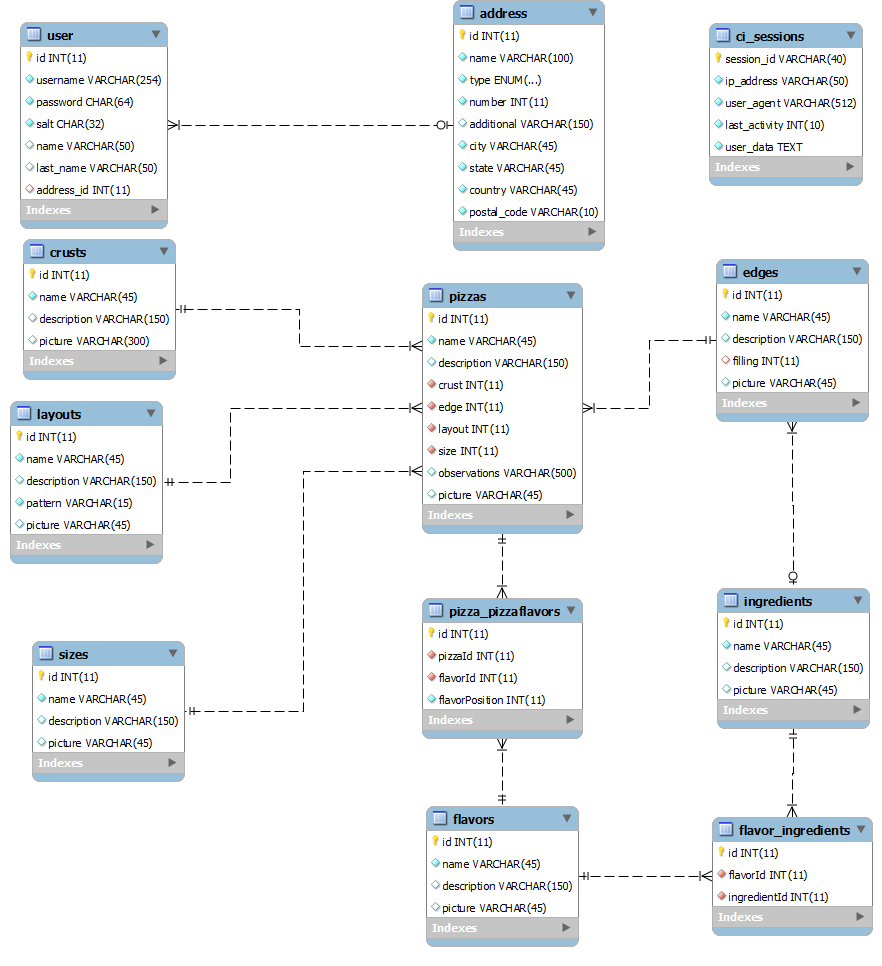 user
id INT(11)
username VARCHAR(254)
password CHAR(64)
salt CHAR(32)
name VARCHAR(50)
last_name VARCHAR(50)
address_id INT(11)
Indexes
address
id INT(11)
name VARCHAR(100)
type ENUM(...)
number INT(11)
additional VARCHAR(150)
city VARCHAR(45)
state VARCHAR(45)
country VARCHAR(45)
postal_code VARCHAR(10)
Indexes
ci_sessions
session_id VARCHAR(40)
ip_address VARCHAR(50)
user_agent VARCHAR(512)
last_activity INT(10)
user_data TEXT
Indexes
crusts
id INT(11)
name VARCHAR(45)
description VARCHAR(150)
picture VARCHAR(300)
Indexes
pizzas
id INT(11)
name VARCHAR(45)
description VARCHAR(150)
crust INT(11)
edge INT(11)
layout INT(11)
size INT(11)
observations VARCHAR(500)
picture VARCHAR(45)
Indexes
edges
id INT(11)
name VARCHAR(45)
description VARCHAR(150)
filling INT(11)
picture VARCHAR(45)
Indexes
layouts
id INT(11)
name VARCHAR(45)
description VARCHAR(150)
pattern VARCHAR(15)
picture VARCHAR(45)
Indexes
pizza_pizzaflavors
id INT(11)
pizzaId INT(11)
flavorId INT(11)
flavorPosition INT(11)
Indexes
ingredients
id INT(11)
name VARCHAR(45)
description VARCHAR(150)
picture VARCHAR(45)
Indexes
sizes
id INT(11)
name VARCHAR(45)
description VARCHAR(150)
picture VARCHAR(45)
Indexes
flavors
id INT(11)
name VARCHAR(45)
description VARCHAR(150)
picture VARCHAR(45)
Indexes
flavor_ingredients
id INT(11)
flavorId INT(11)
ingredientId INT(11)
Indexes